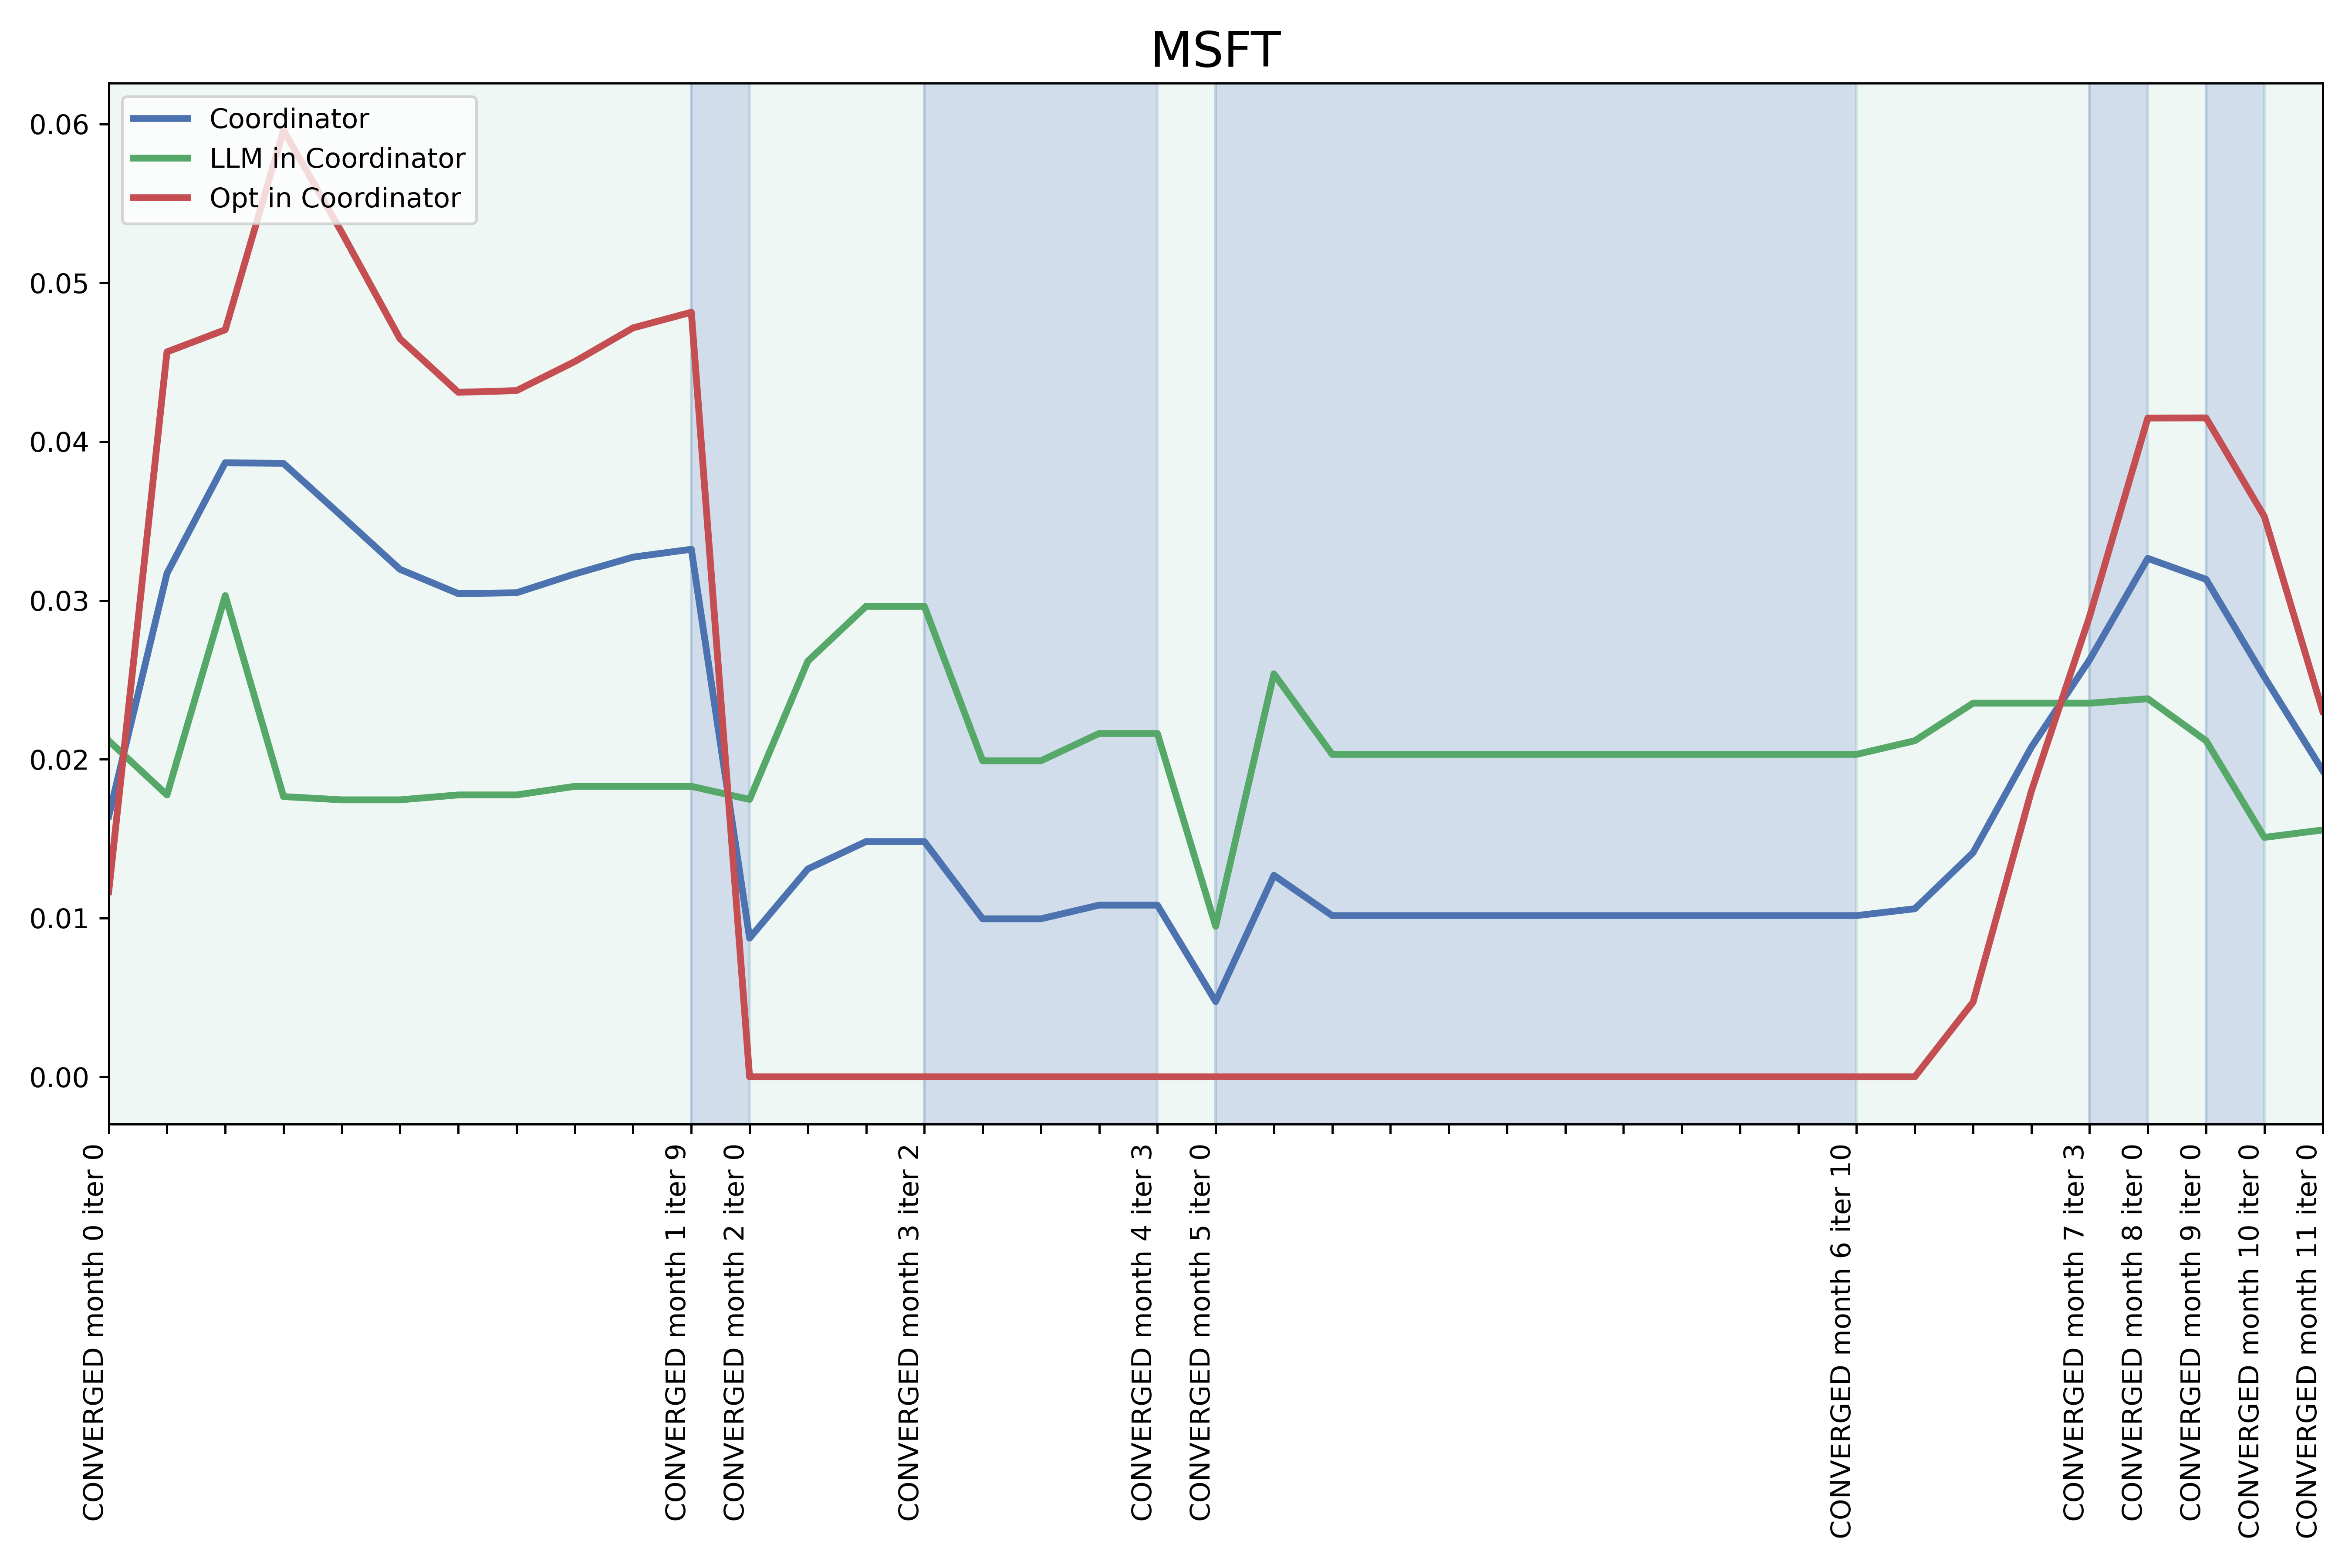 MSFT
Coordinator
LLM in Coordinator
Opt in Coordinator
0.06
0.05
0.04
0.03
0.02
0.01
0.00
CONVERGED month 0 iter 0
CONVERGED month 1 iter 9
CONVERGED month 2 iter 0
CONVERGED month 3 iter 2
CONVERGED month 4 iter 3
CONVERGED month 5 iter 0
CONVERGED month 6 iter 10
CONVERGED month 7 iter 3
CONVERGED month 8 iter 0
CONVERGED month 9 iter 0
CONVERGED month 10 iter 0
CONVERGED month 11 iter 0